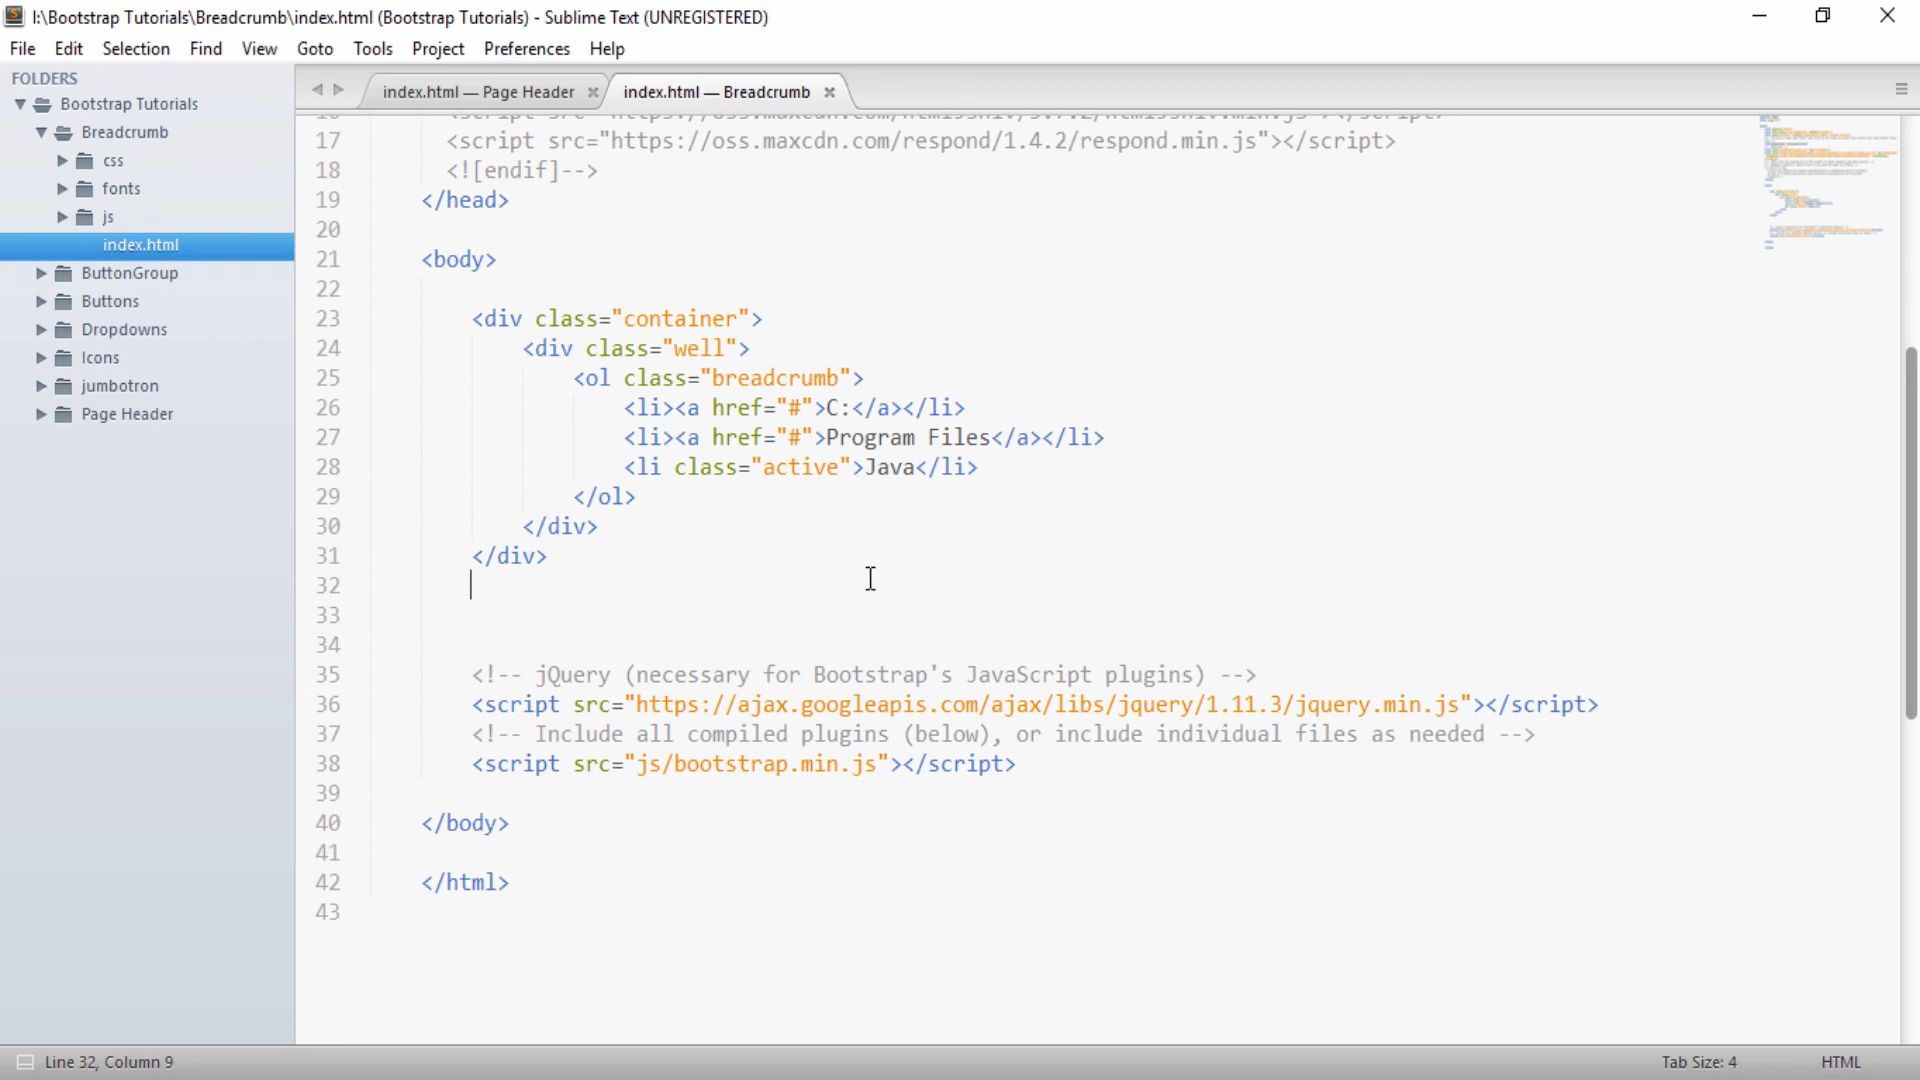 I:\Bootstrap Tutorials\Breadcrumb\index.html (Bootstrap Tutorials) - Sublime Text (UNREGISTERED)
File Edit Selection Find View Goto Tools Project Preferences Help
FOLDERS
Bootstrap Tutorials
Breadcrumb
css
fonts
js
index.html
ButtonGroup
Buttons
Dropdowns
Icons
jumbotron
Page Header
index.html — Page Header index.html — Breadcrumb
17 <script src="https://oss.maxcdn.com/respond/1.4.2/respond.min.js"></script>
18 <![endif]-->
19 </head>
20
21 <body>
22
23 <div class="container">
24 <div class="well">
25 <ol class="breadcrumb">
26 <li><a href="#">C:</a></li>
27 <li><a href="#">Program Files</a></li>
28 <li class="active">Java</li>
29 </ol>
30 </div>
31 </div>
32
33
34
35 <!-- jQuery (necessary for Bootstrap's JavaScript plugins) -->
36 <script src="https://ajax.googleapis.com/ajax/libs/jquery/1.11.3/jquery.min.js"></script>
37 <!-- Include all compiled plugins (below), or include individual files as needed -->
38 <script src="js/bootstrap.min.js"></script>
39
40 </body>
41
42 </html>
43
Line 32, Column 9 Tab Size: 4 HTML